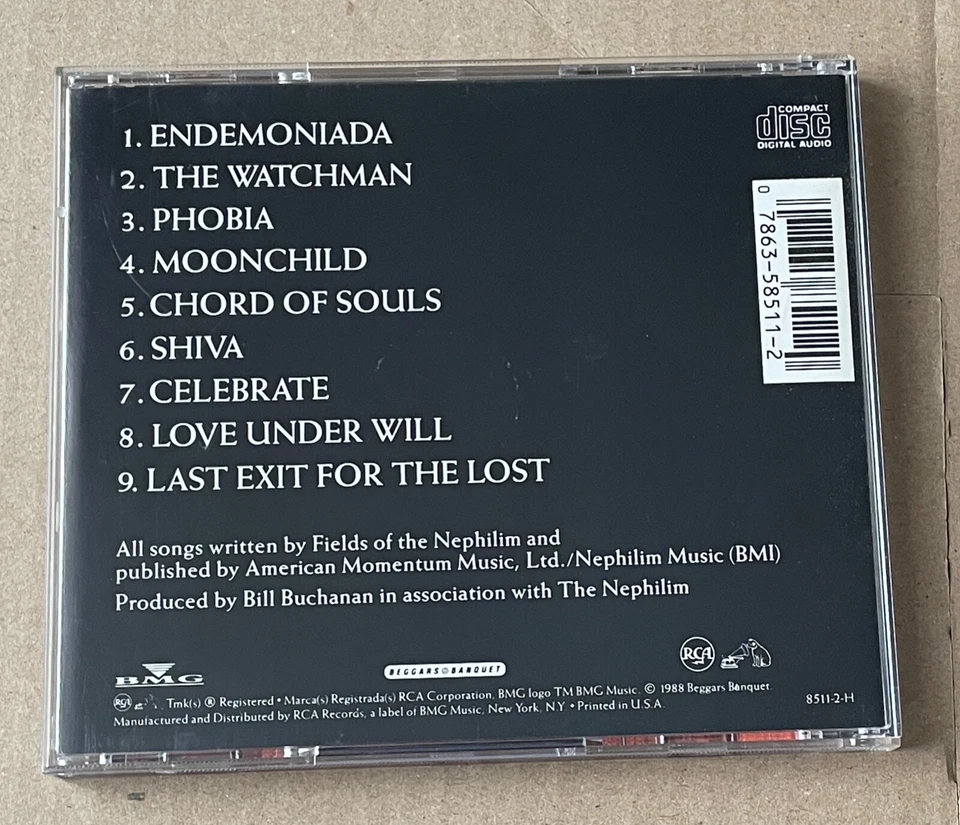 1. ENDEMONIADA
2. THE WATCHMAN
3. PHOBIA
4. MOONCHILD
5. CHORD OF SOULS
6. SHIVA
7. CELEBRATE
8. LOVE UNDER WILL
9. LAST EXIT FOR THE LOST
COMPACT
disc
DIGITAL AUDIO
0 7863-58511-2
All songs written by Fields of the Nephilim and
published by American Momentum Music, Ltd./Nephilim Music (BMI)
Produced by Bill Buchanan in association with The Nephilim
BMG
BEGGARS BANQUET
RCA
RCA Tmk(s) ® Registered • Marca(s) Registrada(s) RCA Corporation, BMG logo TM BMG Music. © 1988 Beggars Banquet.
Manufactured and Distributed by RCA Records, a label of BMG Music, New York, N.Y • Printed in U.S.A.
8511-2-H